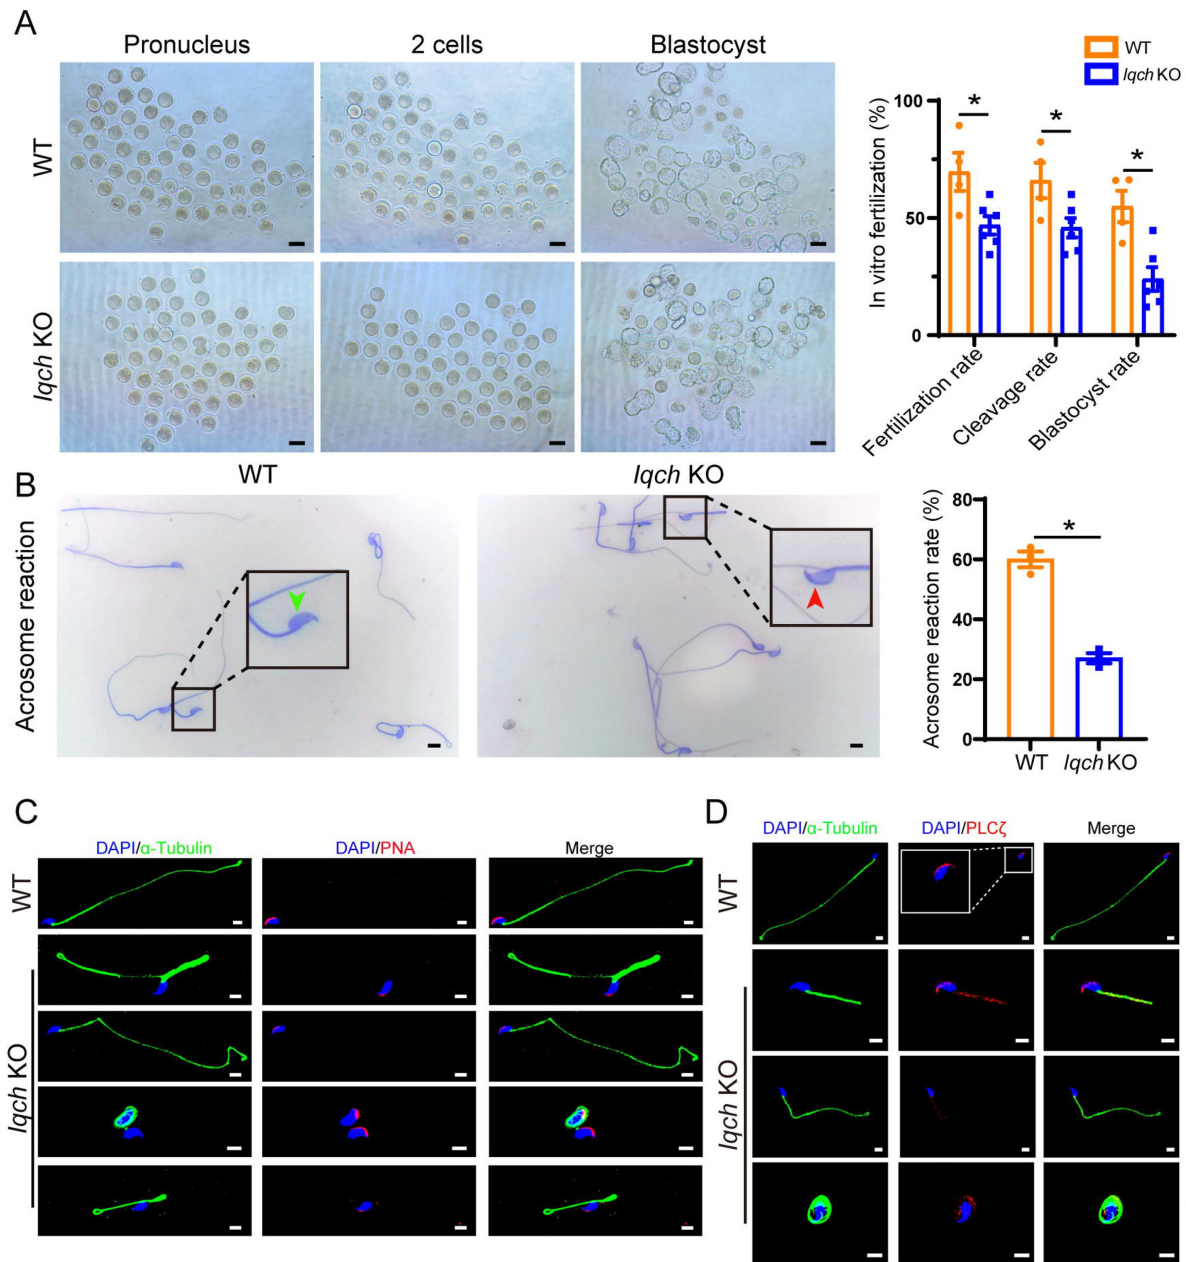 A
Pronucleus
2 cells
Blastocyst
WT
Iqch KO
WT
Iqch KO
In vitro fertilization (%)
100
50
0
*
*
*
Fertilization rate
Cleavage rate
Blastocyst rate
B
WT
Iqch KO
Acrosome reaction
Acrosome reaction rate (%)
80
60
40
20
0
*
WT
Iqch KO
C
DAPI/α-Tubulin
DAPI/PNA
Merge
WT
Iqch KO
D
DAPI/α-Tubulin
DAPI/PLCζ
Merge
WT
Iqch KO